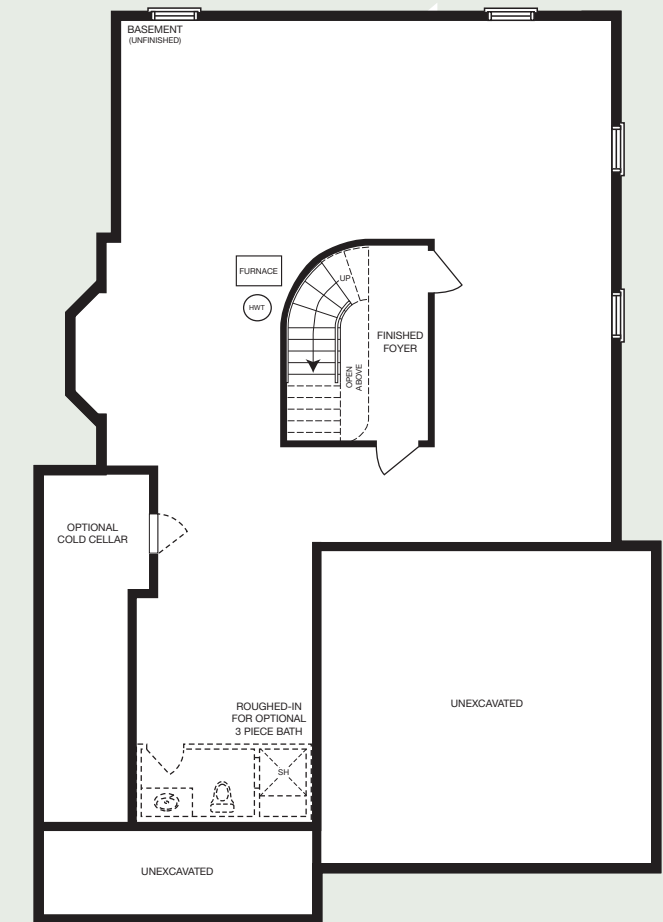 BASEMENT
(UNFINISHED)
FURNACE
UP
HWT
FINISHED
FOYER
OPEN
ABOVE
OPTIONAL
COLD CELLAR
ROUGHED-IN
FOR OPTIONAL
3 PIECE BATH
UNEXCAVATED
SH
UNEXCAVATED